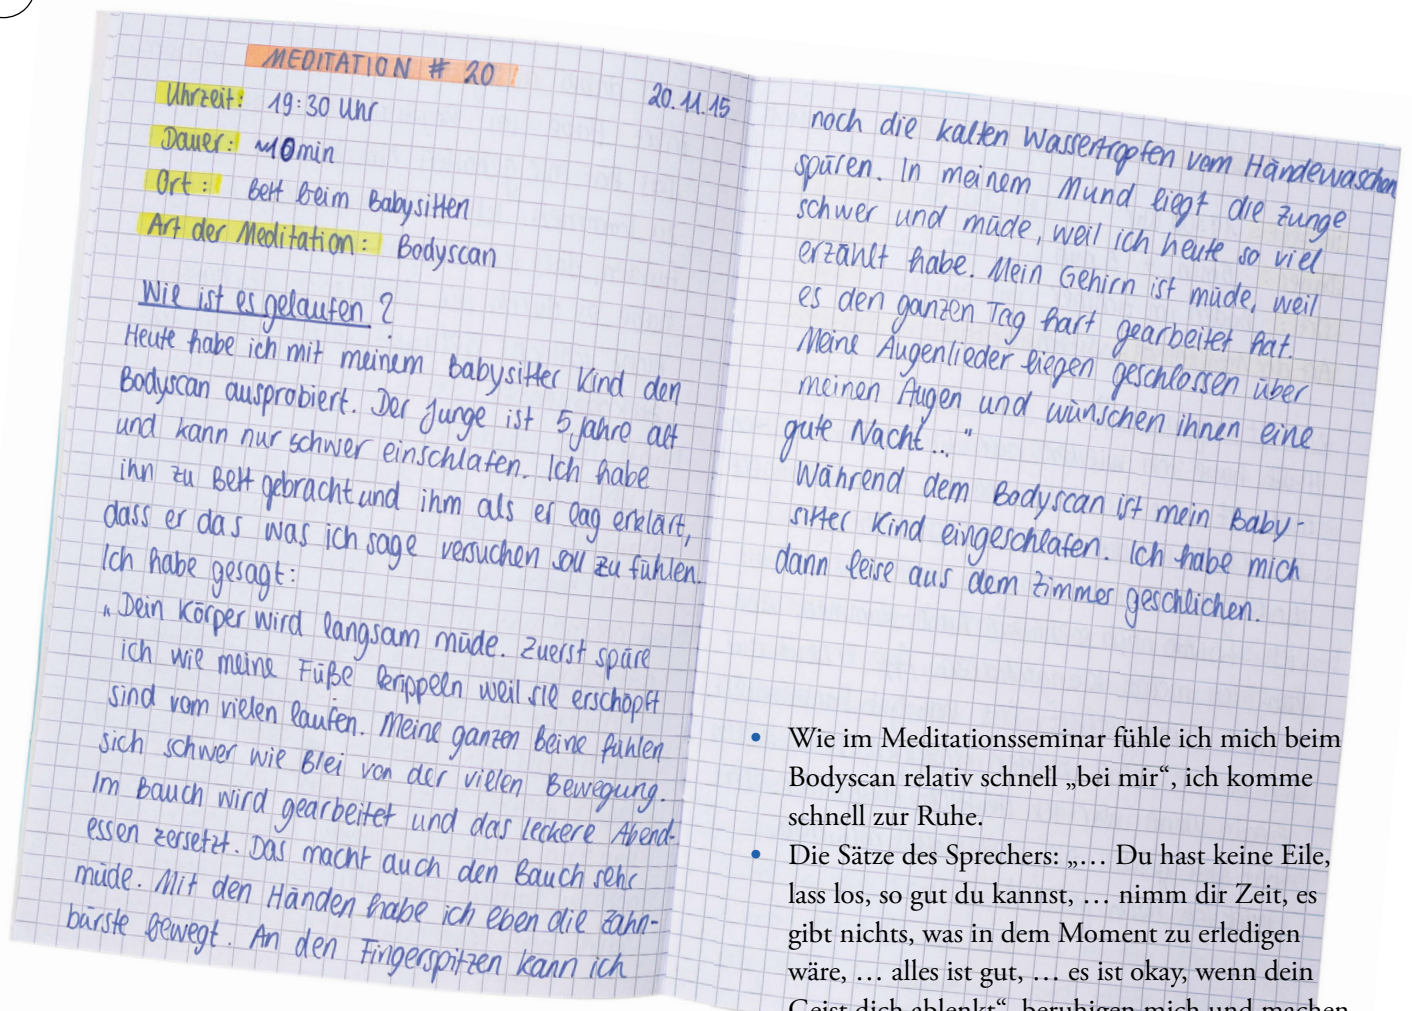 MEDITATION # 20
20.11.15
Uhrzeit: 19:30 Uhr
Dauer: ~10min
Ort: Bett beim Babysitten
Art der Meditation: Bodyscan
Wie ist es gelaufen?
Heute habe ich mit meinem Babysitter Kind den
Bodyscan ausprobiert. Der Junge ist 5 Jahre alt
und kann nur schwer einschlafen. Ich habe
ihn zu Bett gebracht und ihm als er lag erklärt,
dass er das was ich sage versuchen soll zu fühlen.
Ich habe gesagt:
„Dein Körper wird langsam müde. Zuerst spüre
ich wie meine Füße kribbeln weil sie erschöpft
sind vom vielen laufen. Meine ganzen Beine fühlen
sich schwer wie Blei von der vielen Bewegung.
Im Bauch wird gearbeitet und das leckere Abend-
essen zersetzt. Das macht auch den Bauch sehr
müde. Mit den Händen habe ich eben die Zahn-
bürste bewegt. An den Fingerspitzen kann ich
noch die kalten Wassertropfen vom Händewaschen
spüren. In meinem Mund liegt die Zunge
schwer und müde, weil ich heute so viel
erzählt habe. Mein Gehirn ist müde, weil
es den ganzen Tag hart gearbeitet hat.
Meine Augenlieder liegen geschlossen über
meinen Augen und wünschen ihnen eine
gute Nacht..."
Während dem Bodyscan ist mein Baby-
sitter Kind eingeschlafen. Ich habe mich
dann leise aus dem Zimmer geschlichen.
• Wie im Meditationsseminar fühle ich mich beim
Bodyscan relativ schnell „bei mir“, ich komme
schnell zur Ruhe.
• Die Sätze des Sprechers: „… Du hast keine Eile,
lass los, so gut du kannst, … nimm dir Zeit, es
gibt nichts, was in dem Moment zu erledigen
wäre, … alles ist gut, … es ist okay, wenn dein
Geist dich ablenkt“, beruhigen mich und machen